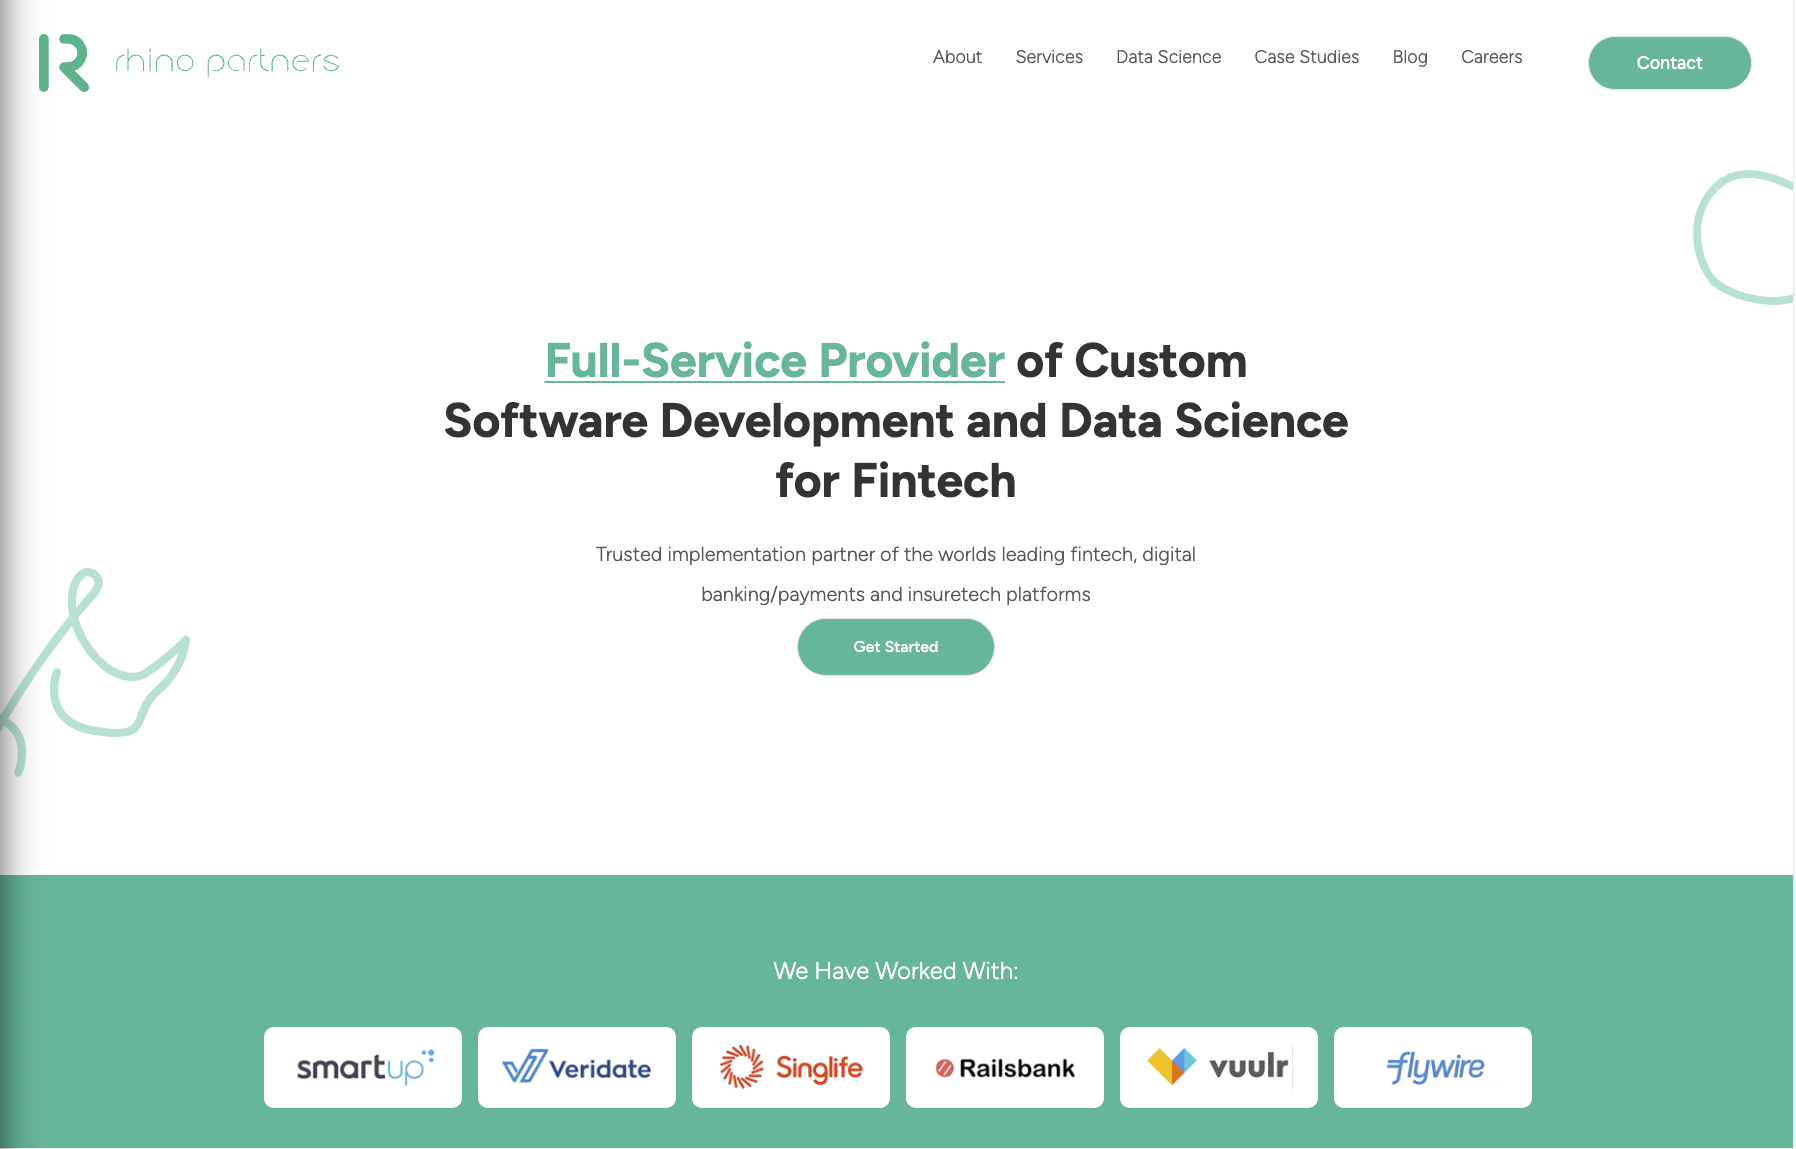 rhino partners
About Services Data Science Case Studies Blog Careers Contact
Full-Service Provider of Custom
Software Development and Data Science
for Fintech
Trusted implementation partner of the worlds leading fintech, digital
banking/payments and insuretech platforms
Get Started
We Have Worked With:
smartup Veridate Singlife Railsbank vuulr flywire